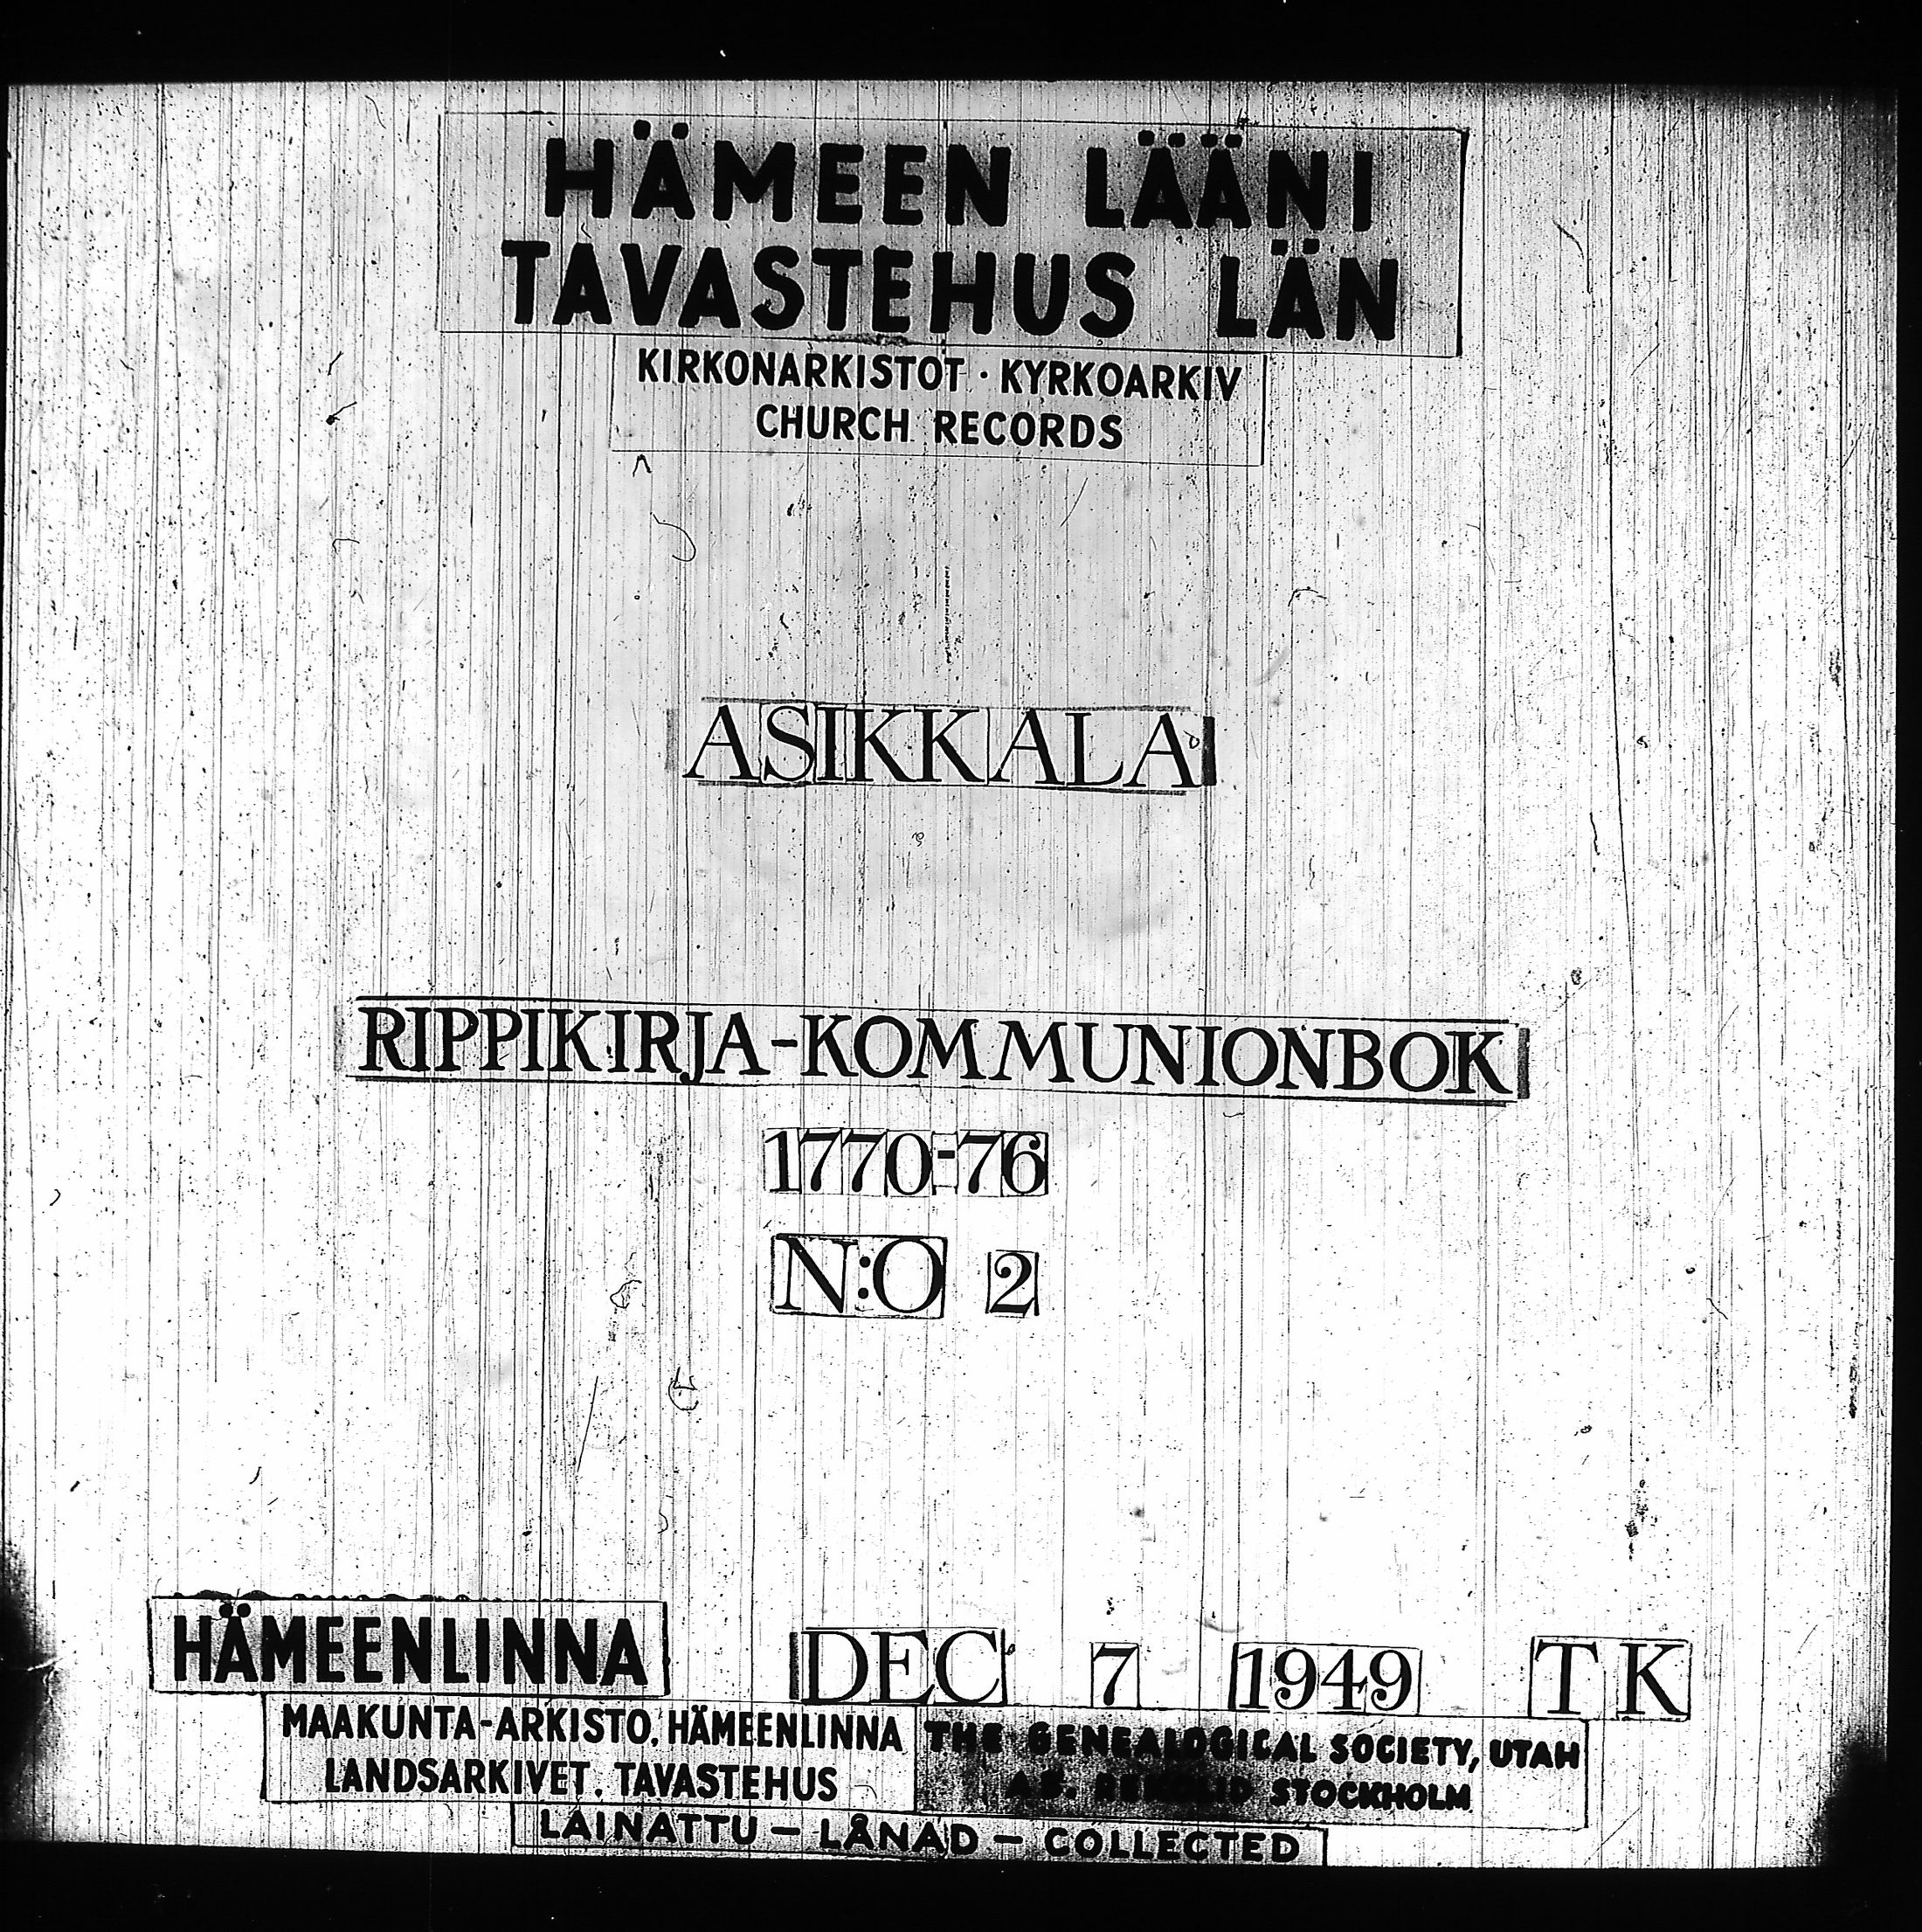 HÄMEEN LÄÄNI
TAVASTEHUS LÄN
KIRKONARKISTOT · KYRKOARKIV
CHURCH RECORDS
ASIKKALA
RIPPIKIRJA-KOMMUNIONBOK
1770-76
N:O 2
HÄMEENLINNA DEC 7 1949 T K
MAAKUNTA-ARKISTO, HÄMEENLINNA
LANDSARKIVET, TAVASTEHUS
THE GENEALOGICAL SOCIETY, UTAH
A.B. STOCKHOLM
LAINATTU – LÅNAD – COLLECTED